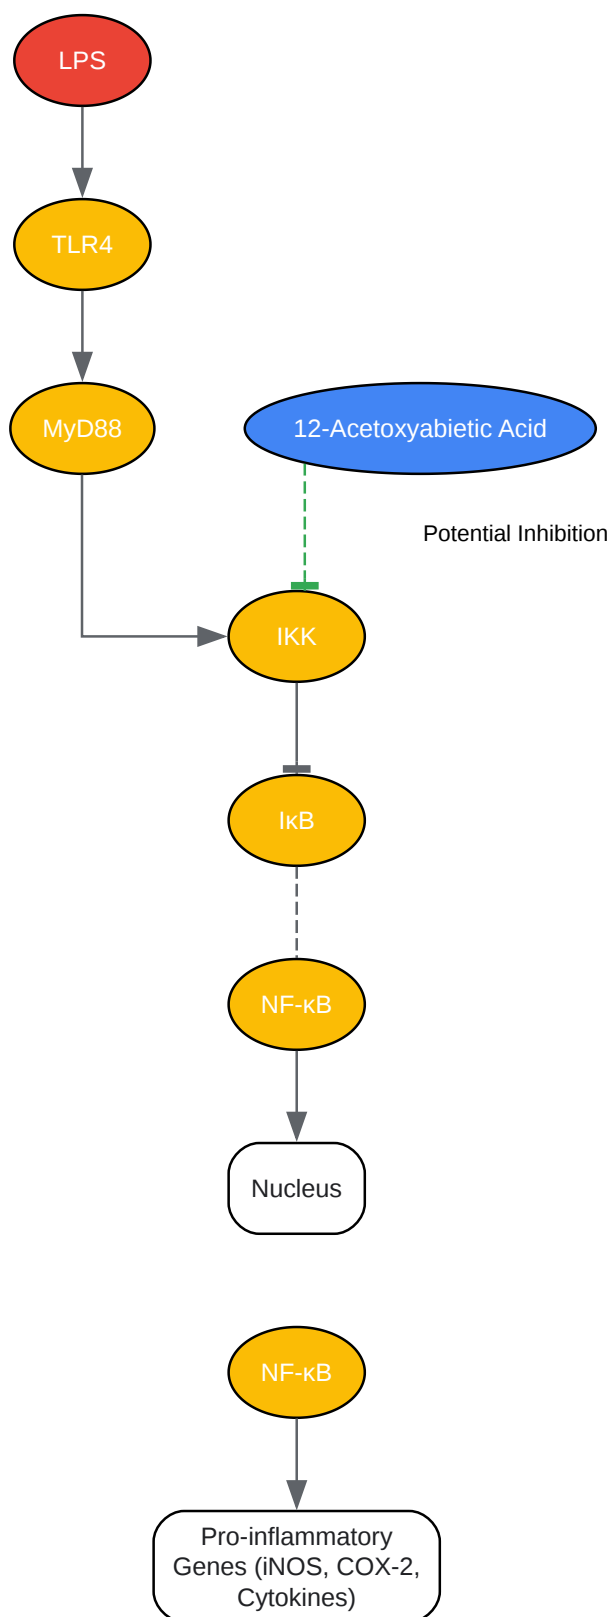 LPS
TLR4
MyD88
12-Acetoxyabietic Acid
Potential Inhibition
IKK
IκB
NF-κB
Nucleus
NF-κB
Pro-inflammatory
Genes (iNOS, COX-2,
Cytokines)